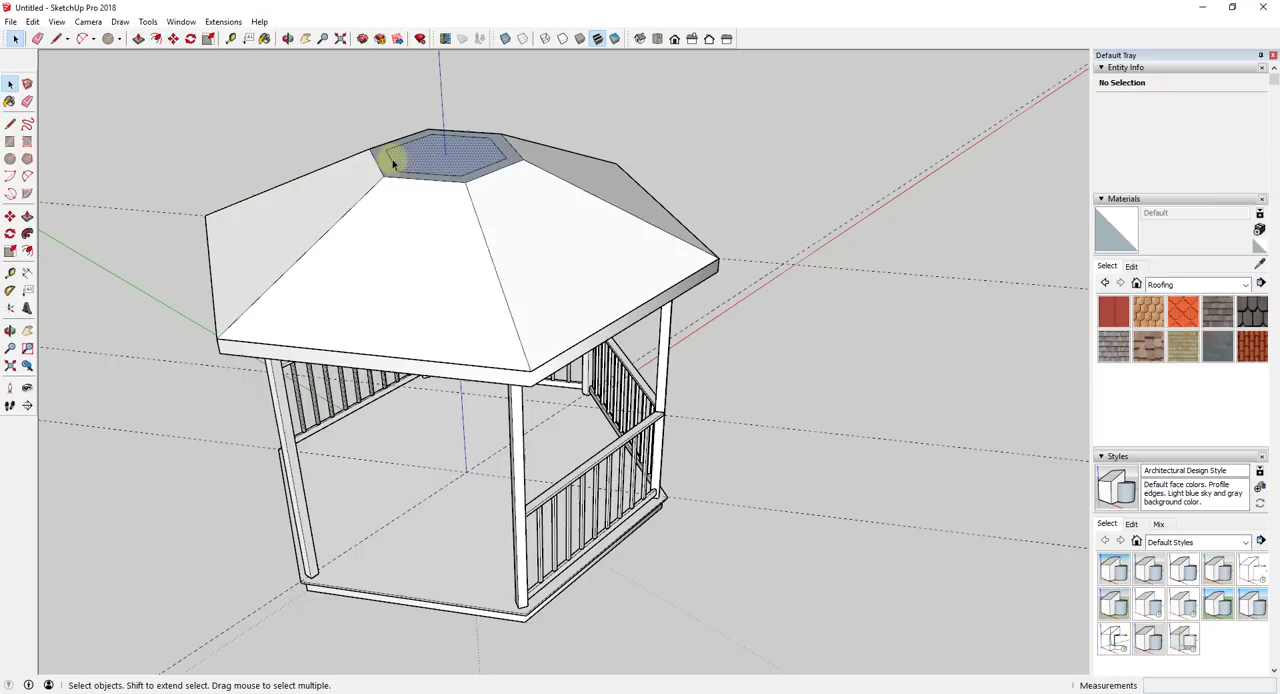 Untitled - SketchUp Pro 2018
File Edit View Camera Draw Tools Window Extensions Help
Default Tray
Entity Info
No Selection
Materials
Default
Select Edit
Roofing
Styles
Architectural Design Style
Default face colors. Profile
edges. Light blue sky and gray
background color.
Select Edit Mix
Default Styles
Select objects. Shift to extend select. Drag mouse to select multiple.
Measurements